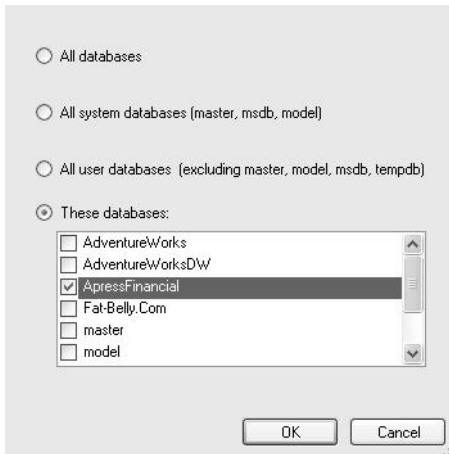 All databases
All system databases (master, msdb, model)
All user databases (excluding master, model, msdb, tempdb)
These databases:
AdventureWorks
AdventureWorksDW
ApressFinancial
Fat-Belly.Com
master
model
OK Cancel